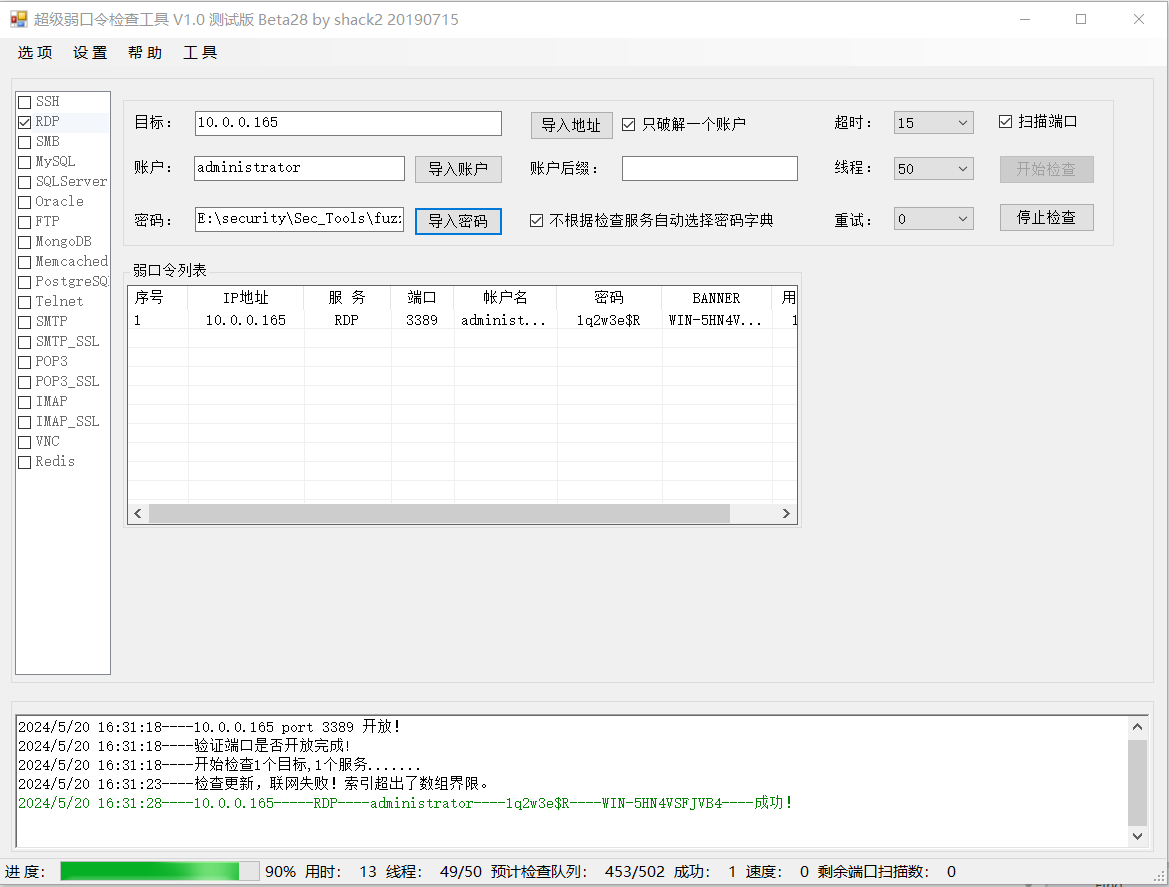 超级弱口令检查工具 V1.0 测试版 Beta28 by shack2 20190715
选项 设置 帮助 工具
SSH
RDP
SMB
MySQL
SQLServer
Oracle
FTP
MongoDB
Memcached
PostgreSQ
Telnet
SMTP
SMTP_SSL
POP3
POP3_SSL
IMAP
IMAP_SSL
VNC
Redis
目标： 10.0.0.165 导入地址 只破解一个账户 超时： 15 扫描端口
账户： administrator 导入账户 账户后缀： 线程： 50 开始检查
密码： E:\security\Sec_Tools\fuz 导入密码 不根据检查服务自动选择密码字典 重试： 0 停止检查
弱口令列表
序号 IP地址 服 务 端口 帐户名 密码 BANNER 用
1 10.0.0.165 RDP 3389 administ... 1q2w3e$R WIN-5HN4V... 1
2024/5/20 16:31:18----10.0.0.165 port 3389 开放！
2024/5/20 16:31:18----验证端口是否开放完成！
2024/5/20 16:31:18----开始检查1个目标,1个服务.......
2024/5/20 16:31:23----检查更新，联网失败！索引超出了数组界限。
2024/5/20 16:31:28----10.0.0.165-----RDP----administrator----1q2w3e$R----WIN-5HN4VSFJVB4----成功！
进度： 90% 用时： 13 线程： 49/50 预计检查队列： 453/502 成功： 1 速度： 0 剩余端口扫描数： 0